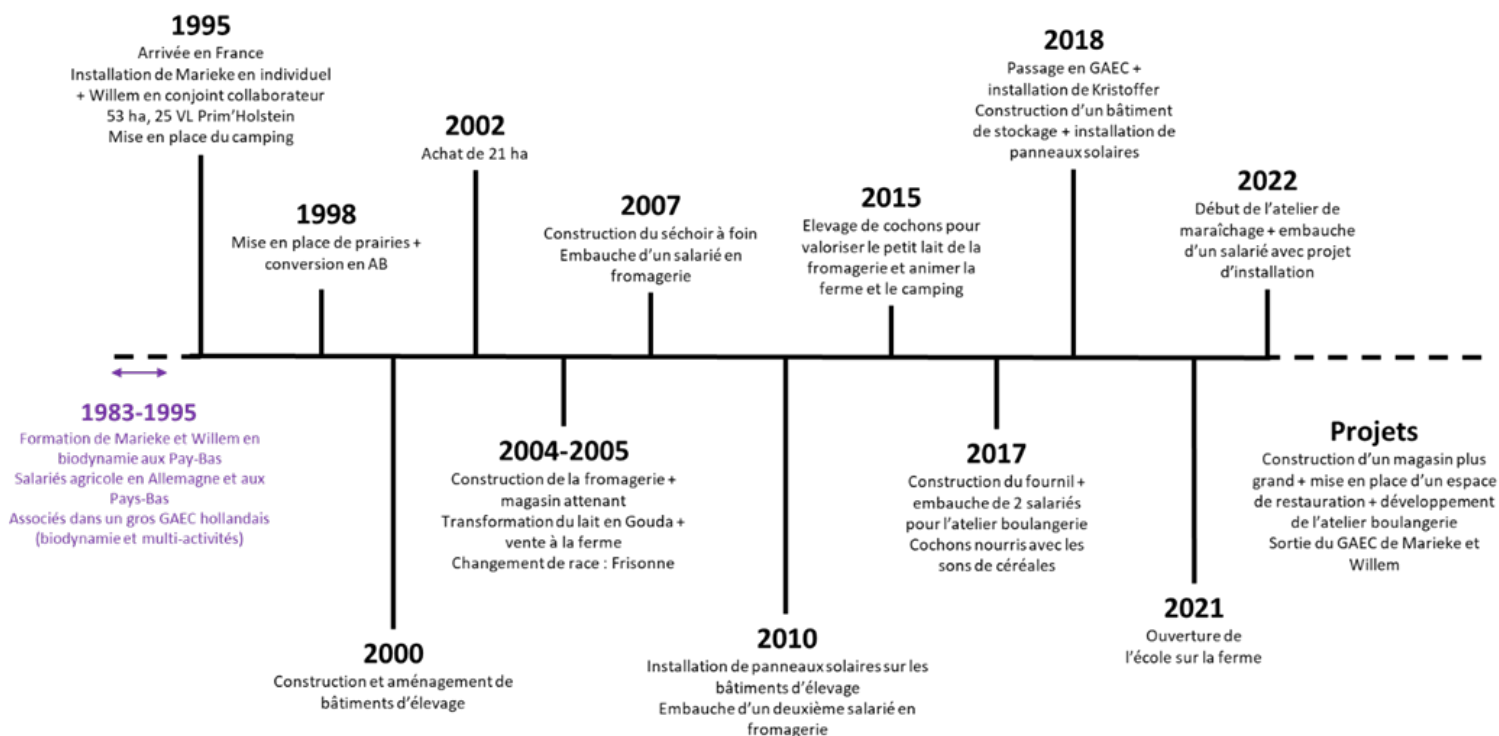 1995
Arrivée en France
Installation de Marieke en individuel
+ Willem en conjoint collaborateur
53 ha, 25 VL Prim'Holstein
Mise en place du camping
1998
Mise en place de prairies +
conversion en AB
2002
Achat de 21 ha
2007
Construction du séchoir à foin
Embauche d'un salarié en
fromagerie
2015
Elevage de cochons pour
valoriser le petit lait de la
fromagerie et animer la
ferme et le camping
2018
Passage en GAEC +
installation de Kristoffer
Construction d'un bâtiment
de stockage + installation de
panneaux solaires
2022
Début de l'atelier de
maraîchage + embauche
d'un salarié avec projet
d'installation
1983-1995
Formation de Marieke et Willem en
biodynamie aux Pay-Bas
Salariés agricole en Allemagne et aux
Pays-Bas
Associés dans un gros GAEC hollandais
(biodynamie et multi-activités)
2000
Construction et aménagement de
bâtiments d'élevage
2004-2005
Construction de la fromagerie +
magasin attenant
Transformation du lait en Gouda +
vente à la ferme
Changement de race : Frisonne
2010
Installation de panneaux solaires sur les
bâtiments d'élevage
Embauche d'un deuxième salarié en
fromagerie
2017
Construction du fournil +
embauche de 2 salariés
pour l'atelier boulangerie
Cochons nourris avec les
sons de céréales
2021
Ouverture de
l'école sur la ferme
Projets
Construction d'un magasin plus
grand + mise en place d'un espace
de restauration + développement
de l'atelier boulangerie
Sortie du GAEC de Marieke et
Willem